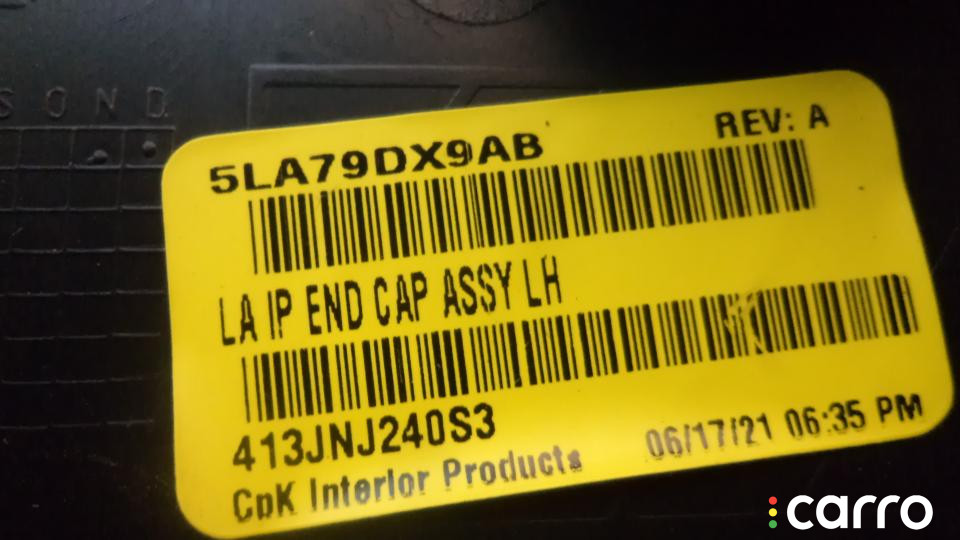 S O N D
5LA79DX9AB
REV: A
LA IP END CAP ASSY LH
413JNJ240S3
06/17/21 06:35 PM
CpK Interior Products
carro